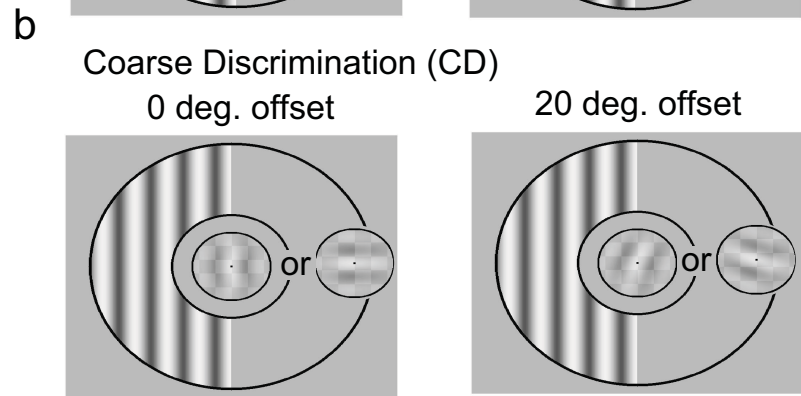 b
Coarse Discrimination (CD)
0 deg. offset
20 deg. offset
or
or